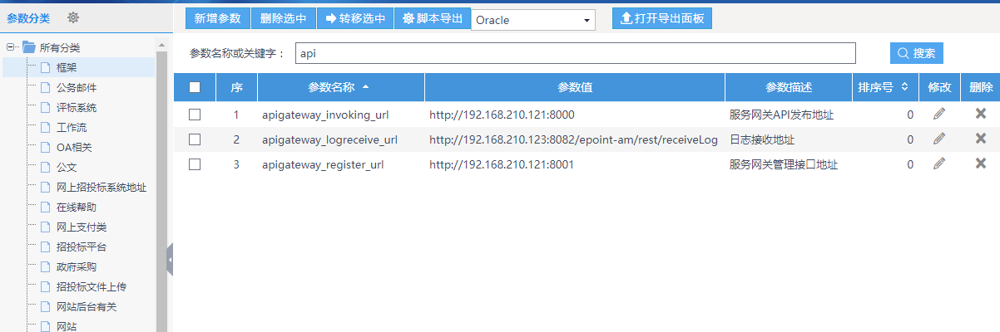 参数分类
新增参数 删除选中 转移选中 脚本导出 Oracle 打开导出面板
所有分类
框架
公务邮件
评标系统
工作流
OA相关
公文
网上招投标系统地址
在线帮助
网上支付类
招投标平台
政府采购
招投标文件上传
网站后台有关
网站
参数名称或关键字： api 搜索
序 参数名称 参数值 参数描述 排序号 修改 删除
1 apigateway_invoking_url http://192.168.210.121:8000 服务网关API发布地址 0
2 apigateway_logreceive_url http://192.168.210.123:8082/epoint-am/rest/receiveLog 日志接收地址 0
3 apigateway_register_url http://192.168.210.121:8001 服务网关管理接口地址 0